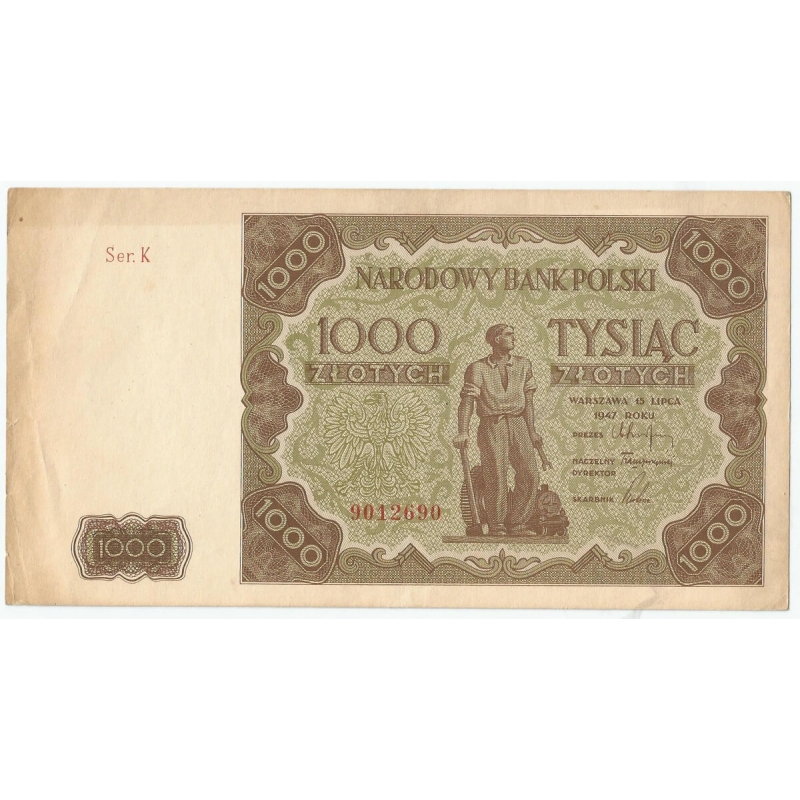 Ser. K
1000
1000
NARODOWY BANK POLSKI
1000
TYSIĄC
ZŁOTYCH
ZŁOTYCH
WARSZAWA 15 LIPCA
1947 ROKU
PREZES
NACZELNY
DYREKTOR
SKARBNIK
9012690
1000
1000
1000